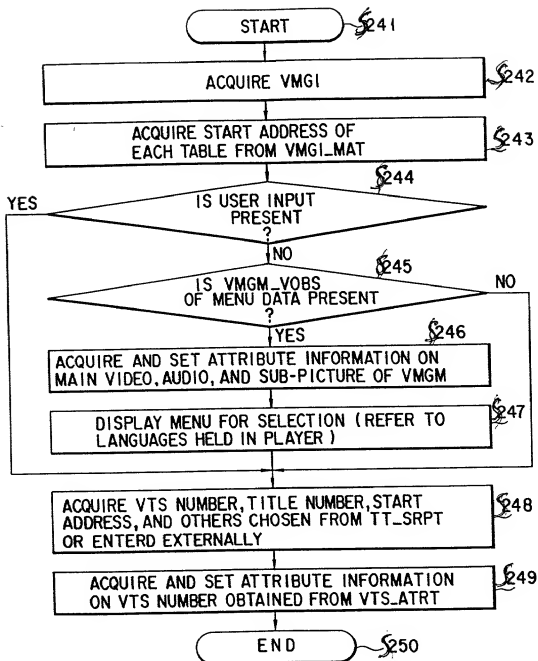 START
S241
ACQUIRE VMGI
S242
ACQUIRE START ADDRESS OF
EACH TABLE FROM VMGI_MAT
S243
S244
YES
IS USER INPUT
PRESENT
?
NO
S245
IS VMGM_VOBS
OF MENU DATA PRESENT
?
NO
YES
S246
ACQUIRE AND SET ATTRIBUTE INFORMATION ON
MAIN VIDEO, AUDIO, AND SUB-PICTURE OF VMGM
DISPLAY MENU FOR SELECTION (REFER TO
LANGUAGES HELD IN PLAYER)
S247
ACQUIRE VTS NUMBER, TITLE NUMBER, START
ADDRESS, AND OTHERS CHOSEN FROM TT_SRPT
OR ENTERD EXTERNALLY
S248
ACQUIRE AND SET ATTRIBUTE INFORMATION
ON VTS NUMBER OBTAINED FROM VTS_ATRT
S249
END
S250